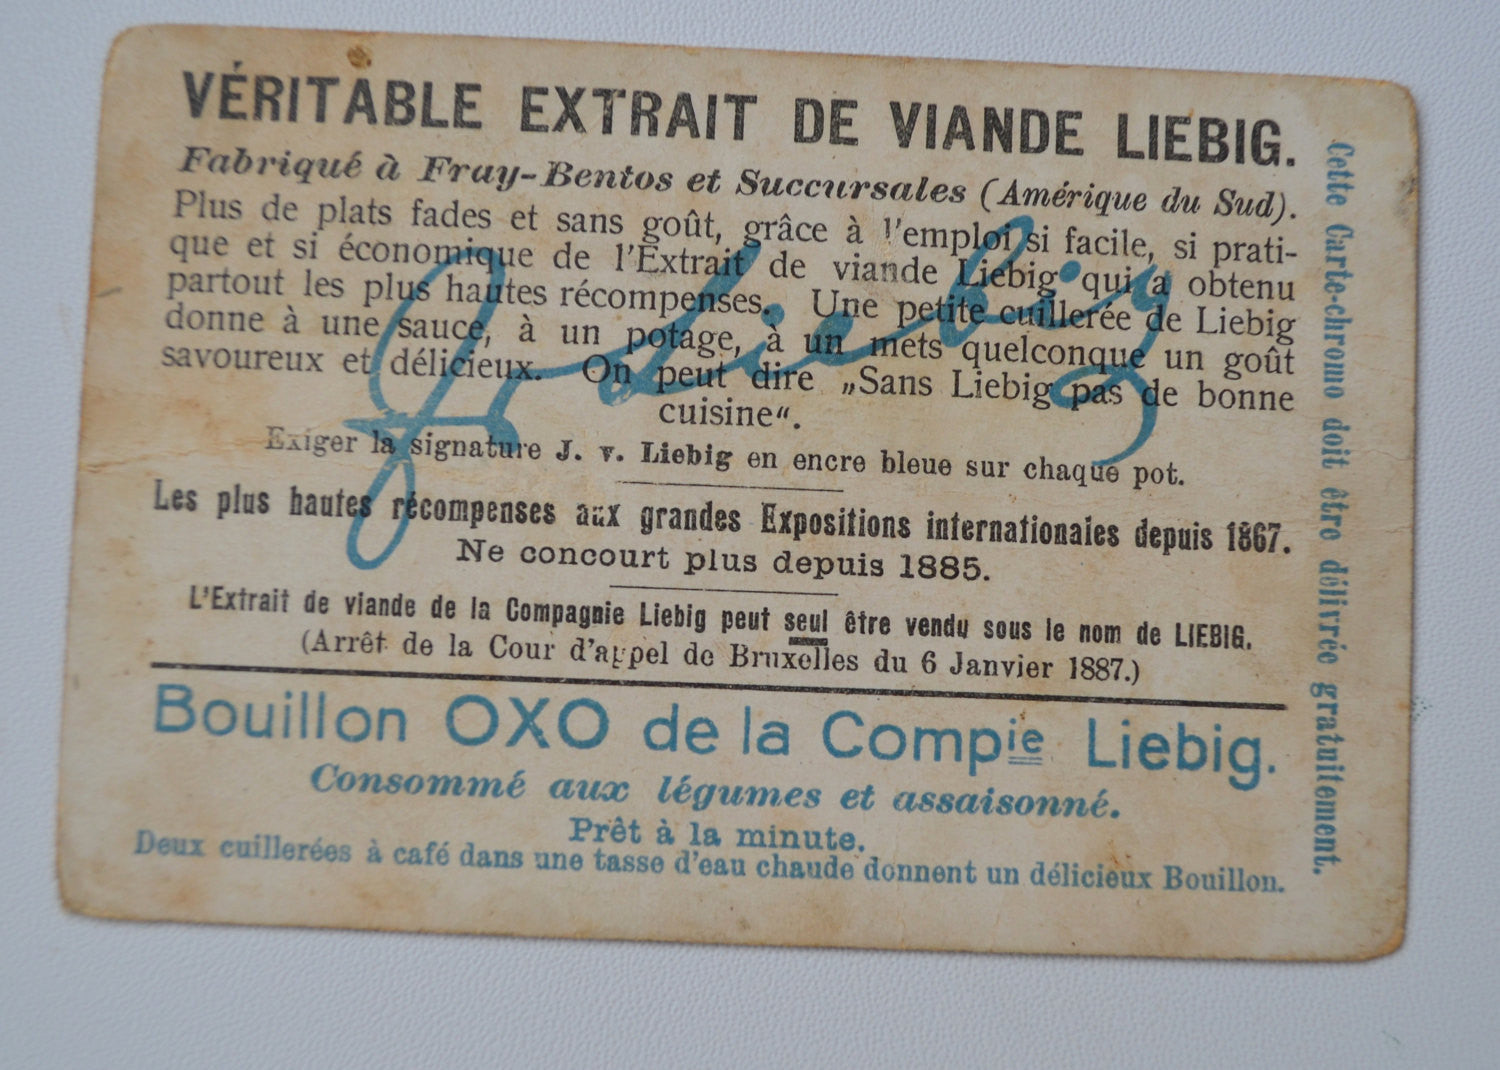 VÉRITABLE EXTRAIT DE VIANDE LIEBIG.
Fabriqué à Fray-Bentos et Succursales (Amérique du Sud).
Plus de plats fades et sans goût, grâce à l'emploi si facile, si prati-
que et si économique de l'Extrait de viande Liebig qui a obtenu
partout les plus hautes récompenses. Une petite cuillerée de Liebig
donne à une sauce, à un potage, à un mets quelconque un goût
savoureux et délicieux. On peut dire „Sans Liebig pas de bonne
cuisine“.
J v Liebig
Exiger la signature J. v. Liebig en encre bleue sur chaque pot.
Les plus hautes récompenses aux grandes Expositions internationales depuis 1867.
Ne concourt plus depuis 1885.
L'Extrait de viande de la Compagnie Liebig peut seul être vendu sous le nom de LIEBIG.
(Arrêt de la Cour d'appel de Bruxelles du 6 Janvier 1887.)
Bouillon OXO de la Compie Liebig.
Consommé aux légumes et assaisonné.
Prêt à la minute.
Deux cuillerées à café dans une tasse d'eau chaude donnent un délicieux Bouillon.
Cette Carte-chromo doit être délivrée gratuitement.